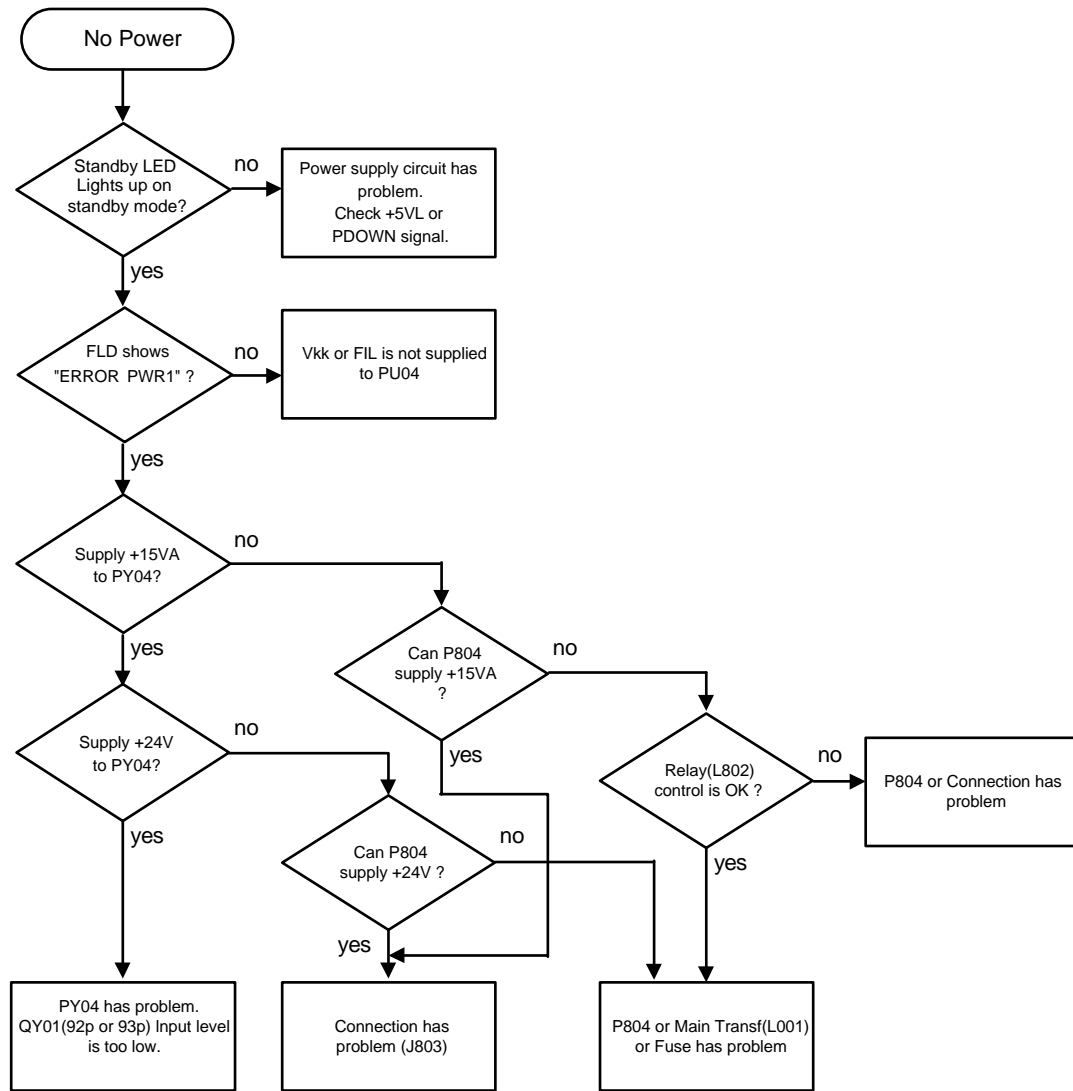 No Power
Standby LED
Lights up on
standby mode?
no
Power supply circuit has
problem.
Check +5VL or
PDOWN signal.
yes
FLD shows
"ERROR PWR1" ?
no
Vkk or FIL is not supplied
to PU04
yes
Supply +15VA
to PY04?
no
yes
Can P804
supply +15VA
?
no
yes
Supply +24V
to PY04?
no
yes
Relay(L802)
control is OK ?
no
P804 or Connection has
problem
yes
Can P804
supply +24V ?
no
yes
PY04 has problem.
QY01(92p or 93p) Input level
is too low.
Connection has
problem (J803)
P804 or Main Transf(L001)
or Fuse has problem